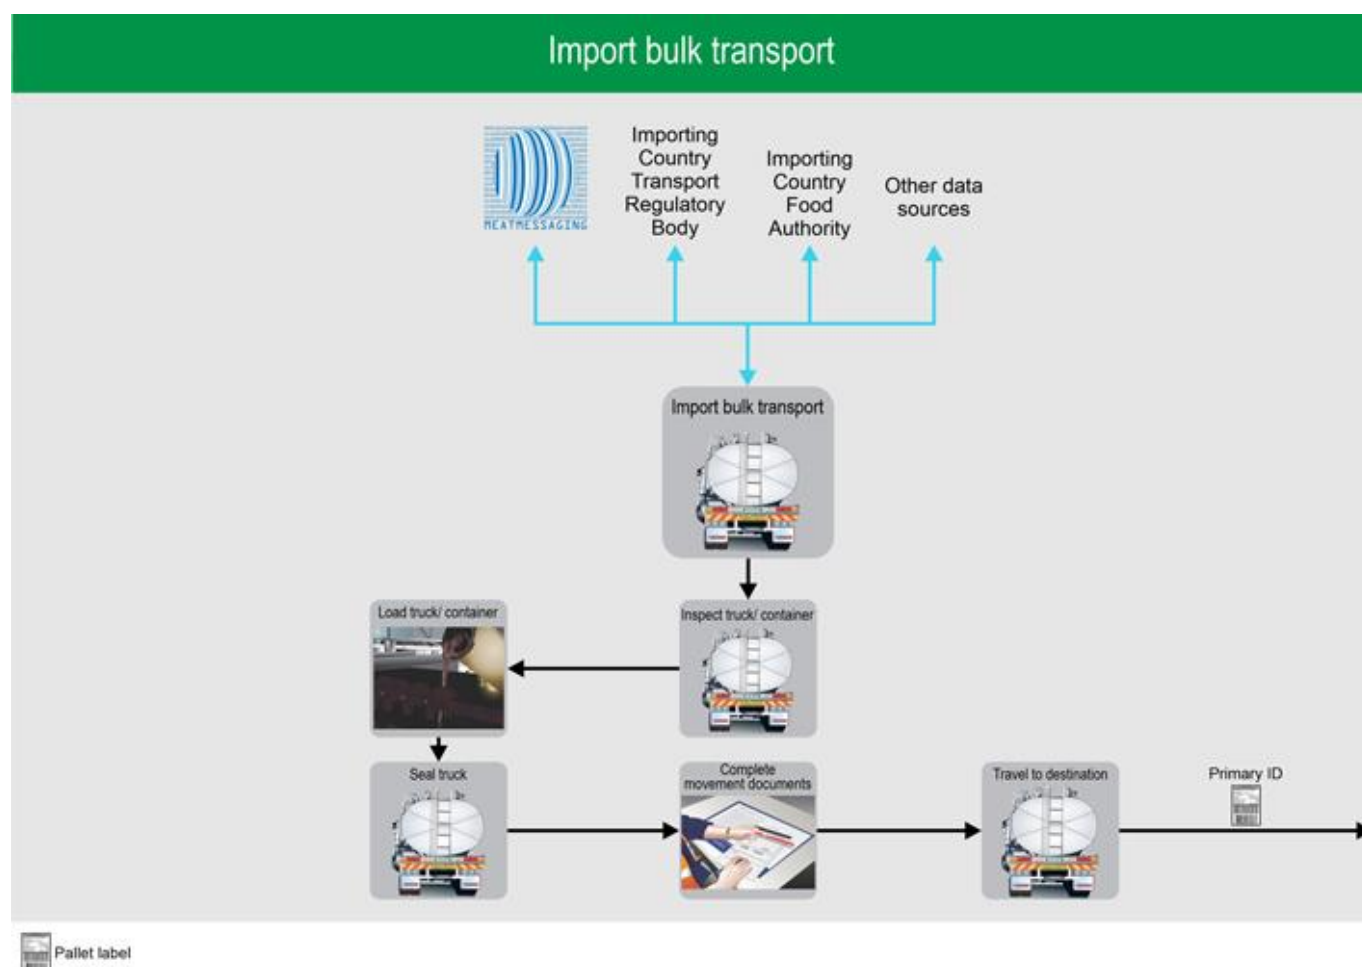 Import bulk transport
MEATMESSAGING
Importing
Country
Transport
Regulatory
Body
Importing
Country
Food
Authority
Other data
sources
Import bulk transport
Load truck/ container
Inspect truck/ container
Seal truck
Complete
movement documents
Travel to destination
Primary ID
Pallet label